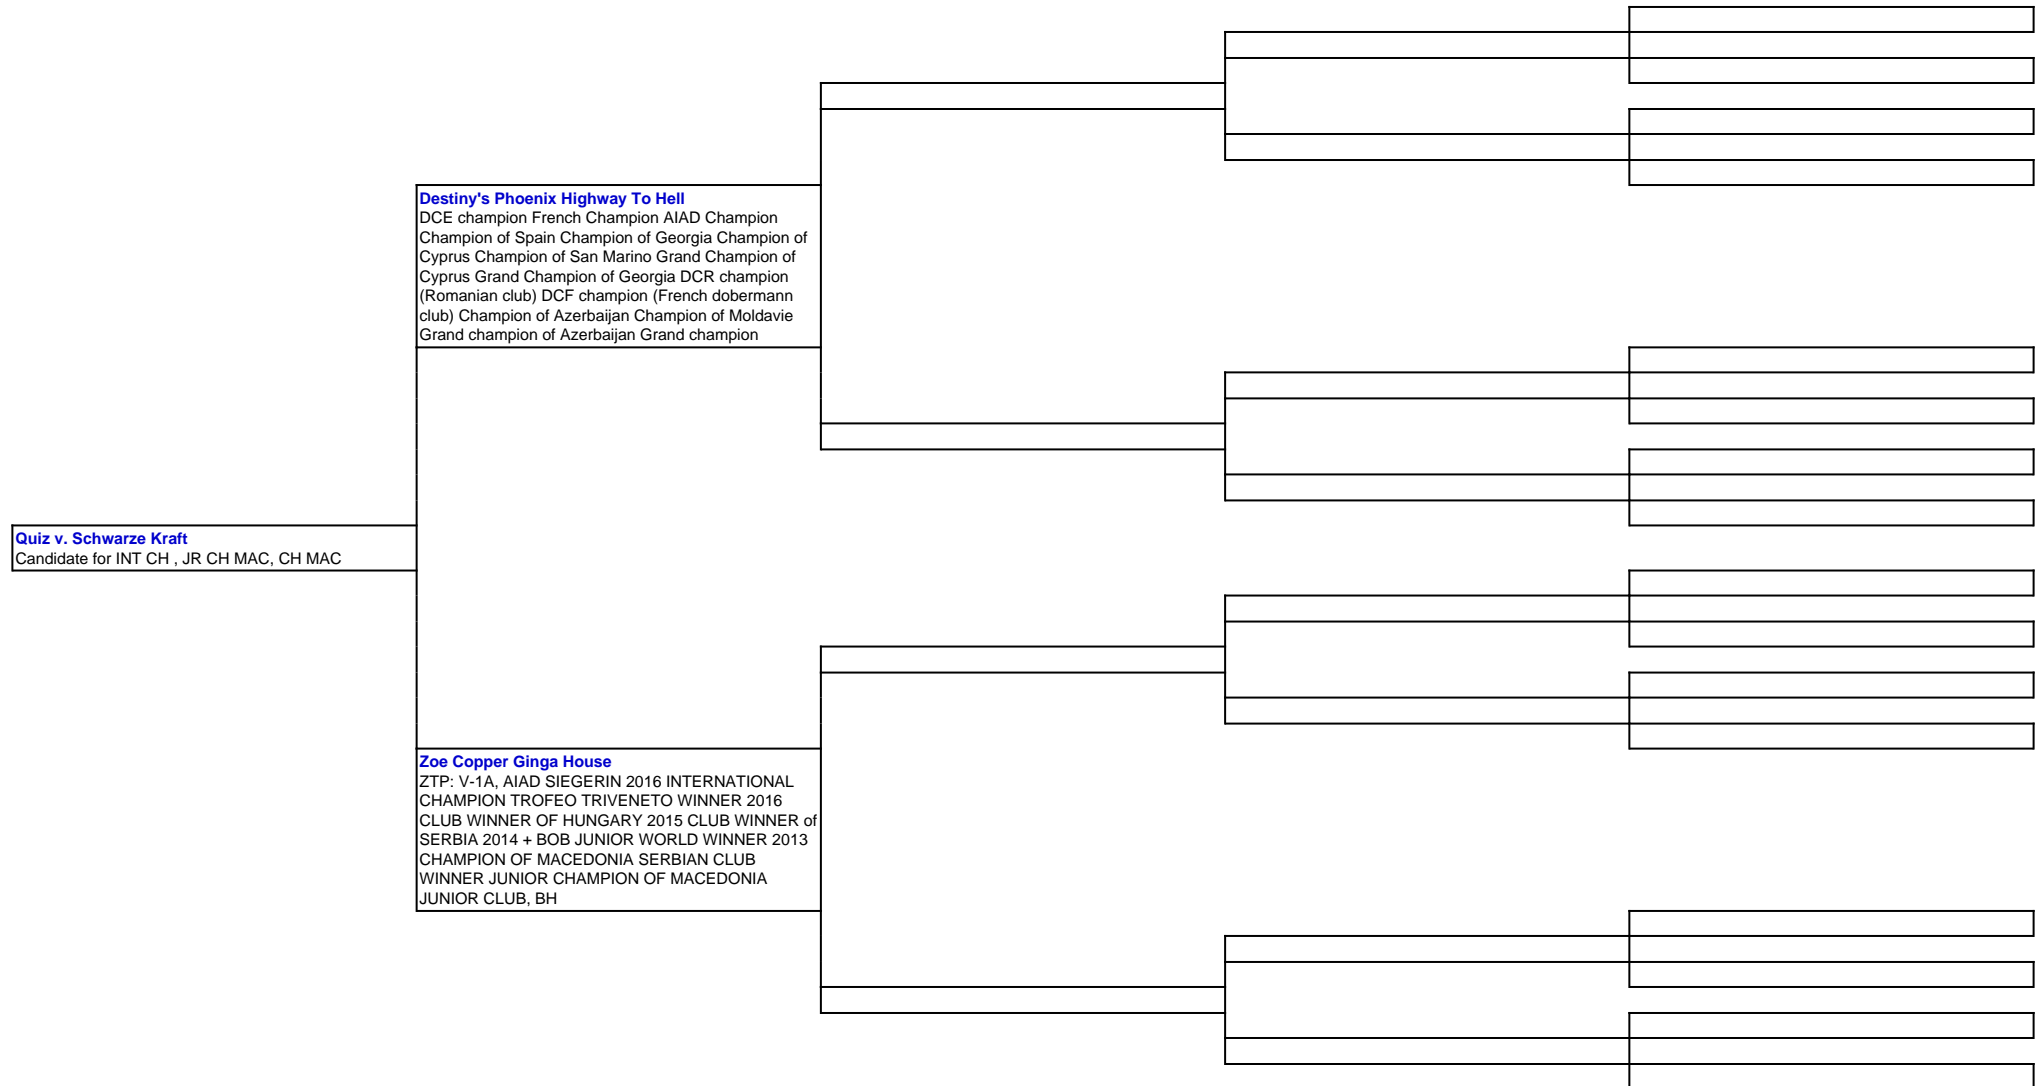 Destiny's Phoenix Highway To Hell
DCE champion French Champion AIAD Champion
Champion of Spain Champion of Georgia Champion of
Cyprus Champion of San Marino Grand Champion of
Cyprus Grand Champion of Georgia DCR champion
(Romanian club) DCF champion (French dobermann
club) Champion of Azerbaijan Champion of Moldavie
Grand champion of Azerbaijan Grand champion
Quiz v. Schwarze Kraft
Candidate for INT CH , JR CH MAC, CH MAC
Zoe Copper Ginga House
ZTP: V-1A, AIAD SIEGERIN 2016 INTERNATIONAL
CHAMPION TROFEO TRIVENETO WINNER 2016
CLUB WINNER OF HUNGARY 2015 CLUB WINNER of
SERBIA 2014 + BOB JUNIOR WORLD WINNER 2013
CHAMPION OF MACEDONIA SERBIAN CLUB
WINNER JUNIOR CHAMPION OF MACEDONIA
JUNIOR CLUB, BH